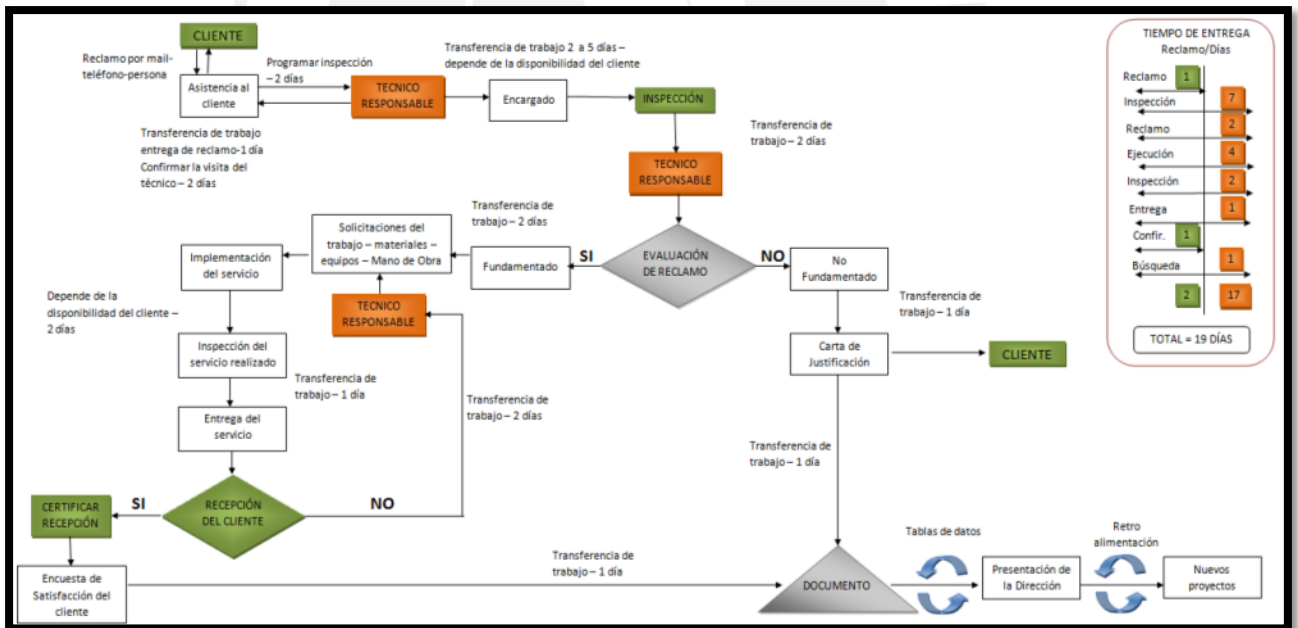 CLIENTE
Reclamo por mail-
teléfono-persona
Asistencia al
cliente
Programar inspección
– 2 días
TECNICO
RESPONSABLE
Transferencia de trabajo 2 a 5 días –
depende de la disponibilidad del cliente
Encargado
INSPECCIÓN
Transferencia de trabajo
entrega de reclamo-1 día
Confirmar la visita del
técnico – 2 días
Transferencia de
trabajo – 2 días
TECNICO
RESPONSABLE
EVALUACIÓN
DE RECLAMO
SI
NO
Fundamentado
Transferencia de
trabajo – 2 días
Solicitaciones del
trabajo – materiales –
equipos – Mano de Obra
TECNICO
RESPONSABLE
Implementación
del servicio
Depende de la
disponibilidad del cliente –
2 días
Inspección del
servicio realizado
Transferencia de
trabajo – 1 día
Entrega del
servicio
RECEPCIÓN
DEL CLIENTE
SI
NO
Transferencia de
trabajo – 2 días
CERTIFICAR
RECEPCIÓN
Encuesta de
Satisfacción del
cliente
Transferencia de
trabajo – 1 día
No
Fundamentado
Transferencia de
trabajo – 1 día
Carta de
Justificación
CLIENTE
Transferencia de
trabajo – 1 día
DOCUMENTO
Tablas de datos
Presentación de
la Dirección
Retro
alimentación
Nuevos
proyectos
TIEMPO DE ENTREGA
Reclamo/Días
Reclamo 1
Inspección 7
Reclamo 2
Ejecución 4
Inspección 2
Entrega 1
Confir. 1
Búsqueda 1
2 17
TOTAL = 19 DÍAS